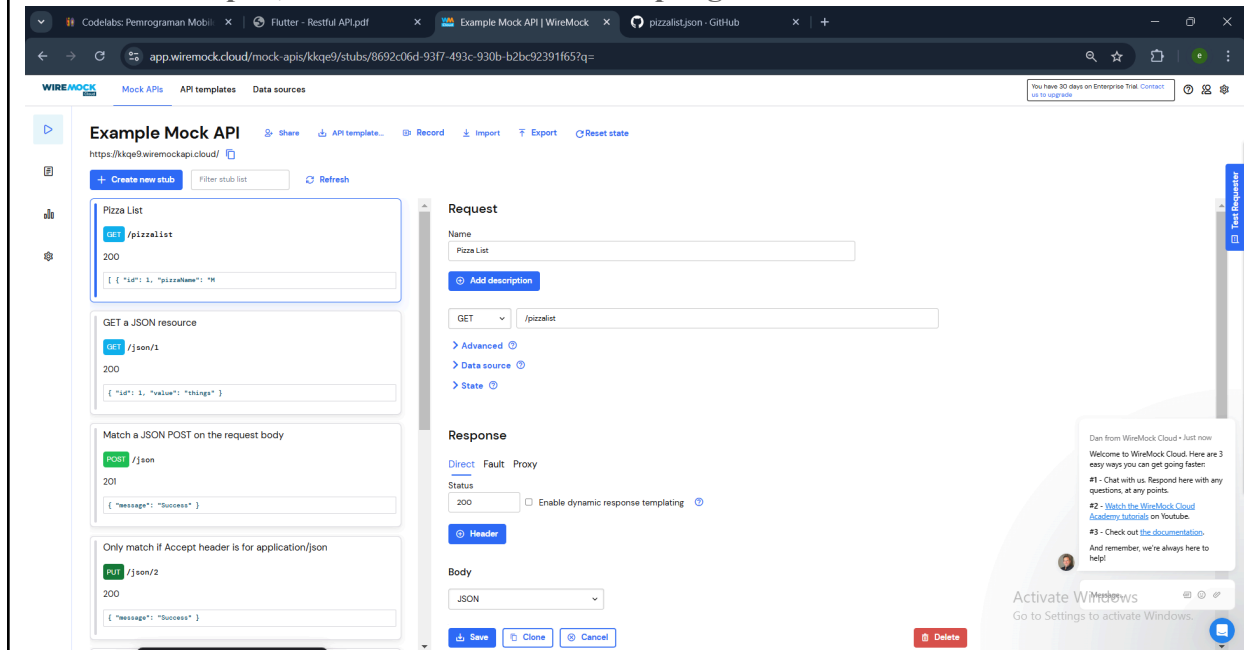 Codelabs: Pemrograman Mobil
Flutter - Restful API.pdf
Example Mock API | WireMock
pizzalist.json · GitHub
app.wiremock.cloud/mock-apis/kkqe9/stubs/8692c06d-93f7-493c-930b-b2bc92391f65?q=
WIREMOCK
Cloud
Mock APIs
API templates
Data sources
You have 30 days on Enterprise Trial. Contact
us to upgrade
Example Mock API
Share
API template...
Record
Import
Export
Reset state
https://kkqe9.wiremockapi.cloud/
Create new stub
Filter stub list
Refresh
Test Requester
Pizza List
GET /pizzalist
200
[ { "id": 1, "pizzaName": "M
GET a JSON resource
GET /json/1
200
{ "id": 1, "value": "things" }
Match a JSON POST on the request body
POST /json
201
{ "message": "Success" }
Only match if Accept header is for application/json
PUT /json/2
200
{ "message": "Success" }
Request
Name
Pizza List
Add description
GET
/pizzalist
Advanced
Data source
State
Response
Direct Fault Proxy
Status
200
Enable dynamic response templating
Header
Body
JSON
Save
Clone
Cancel
Delete
Dan from WireMock Cloud • Just now
Welcome to WireMock Cloud. Here are 3
easy ways you can get going faster:
#1 - Chat with us. Respond here with any
questions, at any points.
#2 - Watch the WireMock Cloud
Academy tutorials on Youtube.
#3 - Check out the documentation.
And remember, we're always here to
help!
Message...
Activate Windows
Go to Settings to activate Windows.